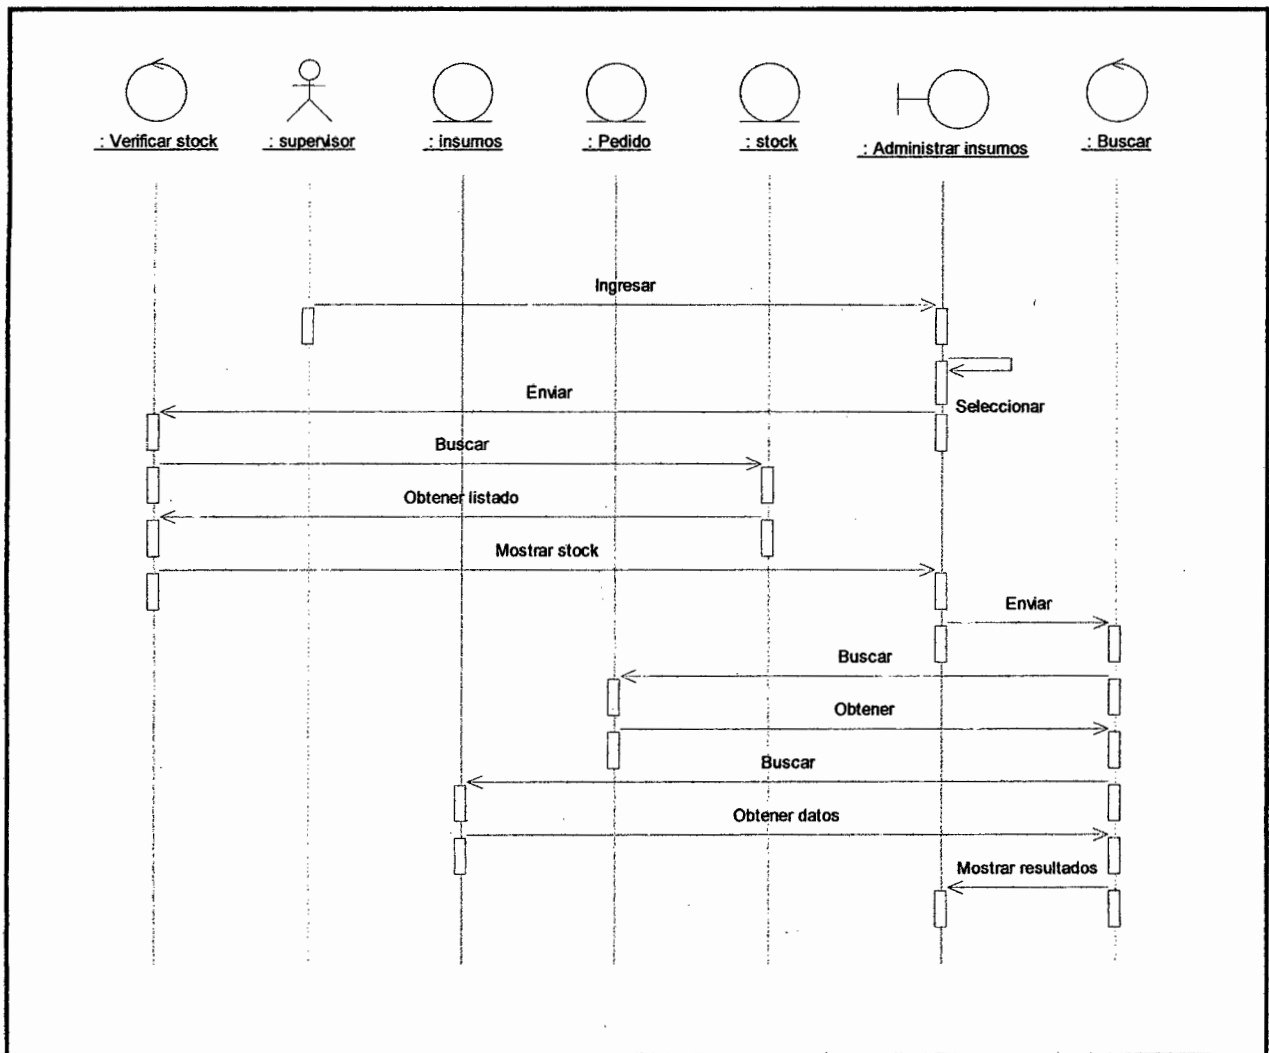 : Verificar stock
: supervisor
: insumos
: Pedido
: stock
: Administrar insumos
: Buscar
Ingresar
Enviar
Seleccionar
Buscar
Obtener listado
Mostrar stock
Enviar
Buscar
Obtener
Buscar
Obtener datos
Mostrar resultados